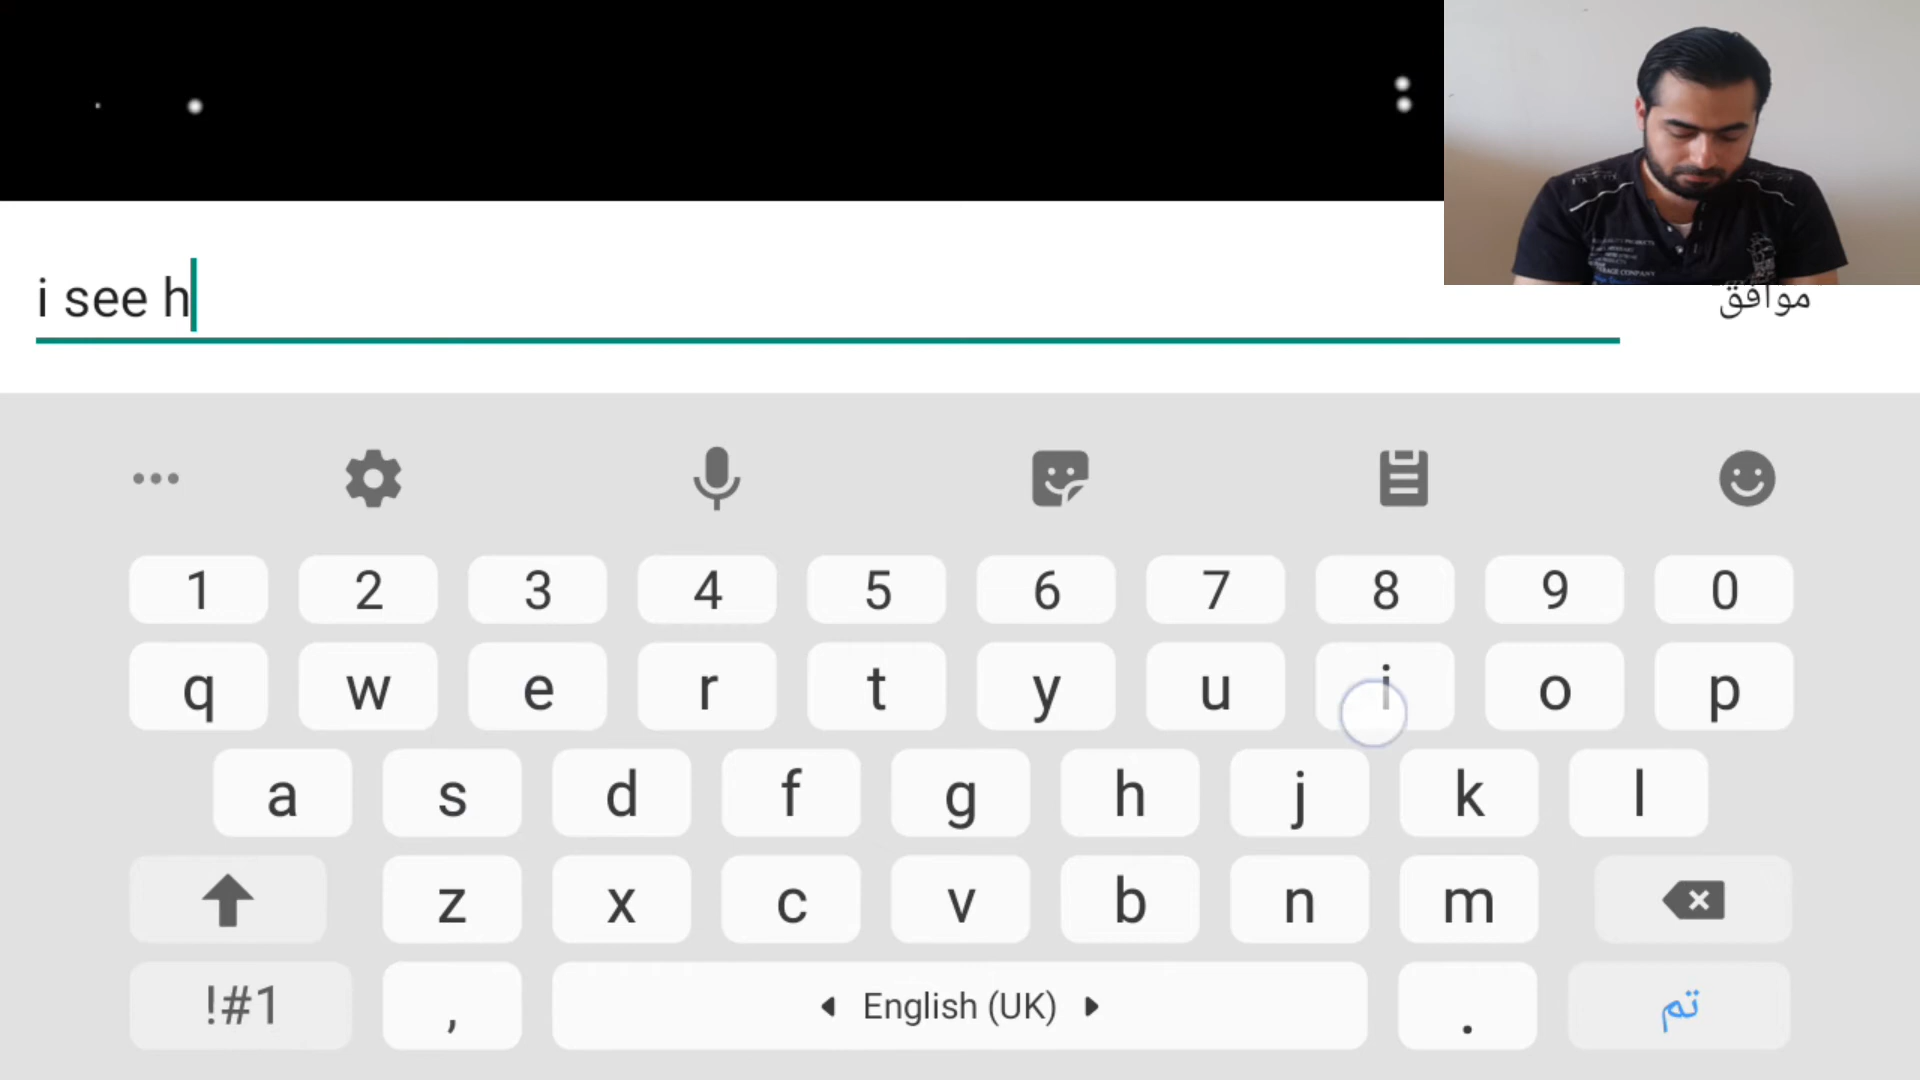 i see h
موافق
1 2 3 4 5 6 7 8 9 0
q w e r t y u i o p
a s d f g h j k l
z x c v b n m
!#1 , English (UK) . تم